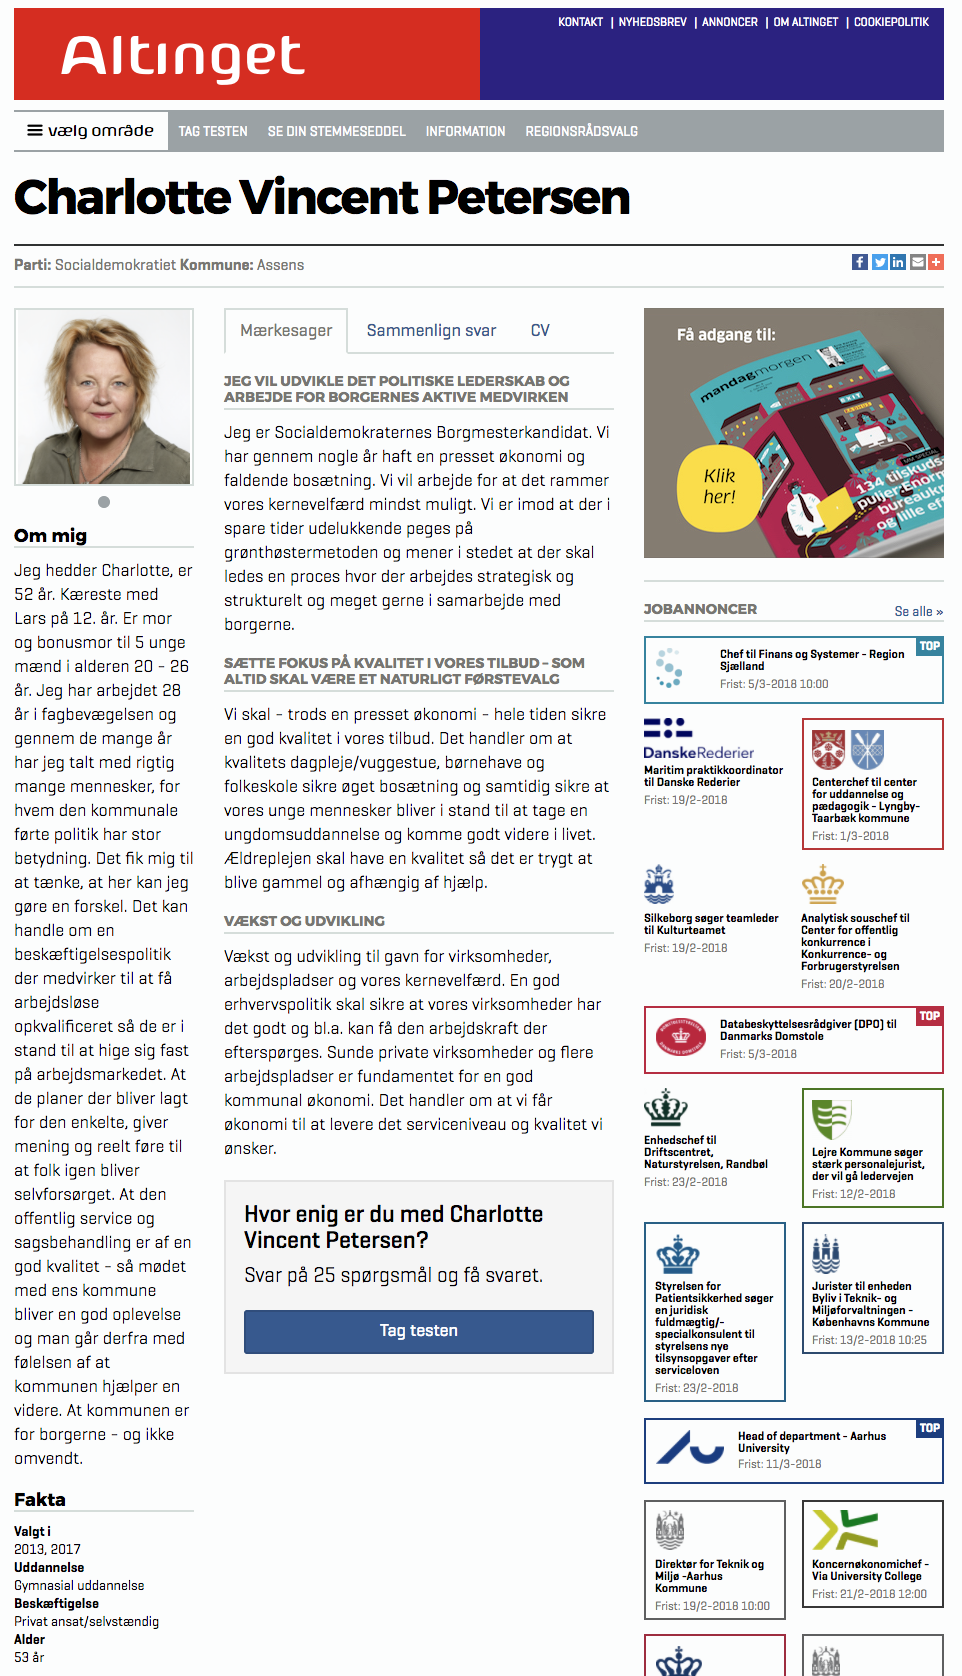 Altinget
KONTAKT | NYHEDSBREV | ANNONCER | OM ALTINGET | COOKIEPOLITIK
vælg område TAG TESTEN SE DIN STEMMESEDDEL INFORMATION REGIONSRÅDSVALG
Charlotte Vincent Petersen
Parti: Socialdemokratiet Kommune: Assens
Om mig
Jeg hedder Charlotte, er
52 år. Kæreste med
Lars på 12. år. Er mor
og bonusmor til 5 unge
mænd i alderen 20 – 26
år. Jeg har arbejdet 28
år i fagbevægelsen og
gennem de mange år
har jeg talt med rigtig
mange mennesker, for
hvem den kommunale
førte politik har stor
betydning. Det fik mig til
at tænke, at her kan jeg
gøre en forskel. Det kan
handle om en
beskæftigelsespolitik
der medvirker til at få
arbejdsløse
opkvalificeret så de er i
stand til at hige sig fast
på arbejdsmarkedet. At
de planer der bliver lagt
for den enkelte, giver
mening og reelt føre til
at folk igen bliver
selvforsørget. At den
offentlig service og
sagsbehandling er af en
god kvalitet – så mødet
med ens kommune
bliver en god oplevelse
og man går derfra med
følelsen af at
kommunen hjælper en
videre. At kommunen er
for borgerne – og ikke
omvendt.
Fakta
Valgt i
2013, 2017
Uddannelse
Gymnasial uddannelse
Beskæftigelse
Privat ansat/selvstændig
Alder
53 år
Mærkesager Sammenlign svar CV
JEG VIL UDVIKLE DET POLITISKE LEDERSKAB OG
ARBEJDE FOR BORGERNES AKTIVE MEDVIRKEN
Jeg er Socialdemokraternes Borgmesterkandidat. Vi
har gennem nogle år haft en presset økonomi og
faldende bosætning. Vi vil arbejde for at det rammer
vores kernevelfærd mindst muligt. Vi er imod at der i
spare tider udelukkende peges på
grønthøstermetoden og mener i stedet at der skal
ledes en proces hvor der arbejdes strategisk og
strukturelt og meget gerne i samarbejde med
borgerne.
SÆTTE FOKUS PÅ KVALITET I VORES TILBUD – SOM
ALTID SKAL VÆRE ET NATURLIGT FØRSTEVALG
Vi skal – trods en presset økonomi – hele tiden sikre
en god kvalitet i vores tilbud. Det handler om at
kvalitets dagpleje/vuggestue, børnehave og
folkeskole sikre øget bosætning og samtidig sikre at
vores unge mennesker bliver i stand til at tage en
ungdomsuddannelse og komme godt videre i livet.
Ældreplejen skal have en kvalitet så det er trygt at
blive gammel og afhængig af hjælp.
VÆKST OG UDVIKLING
Vækst og udvikling til gavn for virksomheder,
arbejdspladser og vores kernevelfærd. En god
erhvervspolitik skal sikre at vores virksomheder har
det godt og bl.a. kan få den arbejdskraft der
efterspørges. Sunde private virksomheder og flere
arbejdspladser er fundamentet for en god
kommunal økonomi. Det handler om at vi får
økonomi til at levere det serviceniveau og kvalitet vi
ønsker.
Hvor enig er du med Charlotte
Vincent Petersen?
Svar på 25 spørgsmål og få svaret.
Tag testen
Få adgang til:
mandagmorgen
EXIT
Klik
her!
MM SPECIAL
134 tilskuds-
JOBANNONCER Se alle »
TOP
Chef til Finans og Systemer - Region
Sjælland
Frist: 5/3-2018 10:00
DanskeRederier
Maritim praktikkoordinator
til Danske Rederier
Frist: 19/2-2018
Centerchef til center
for uddannelse og
pædagogik - Lyngby-
Taarbæk kommune
Frist: 1/3-2018
Silkeborg søger teamleder
til Kulturteamet
Frist: 19/2-2018
Analytisk souschef til
Center for offentlig
konkurrence i
Konkurrence- og
Forbrugerstyrelsen
Frist: 20/2-2018
TOP
Databeskyttelsesrådgiver (DPO) til
Danmarks Domstole
Frist: 5/3-2018
Enhedschef til
Driftscentret,
Naturstyrelsen, Randbøl
Frist: 23/2-2018
Lejre Kommune søger
stærk personalejurist,
der vil gå ledervejen
Frist: 12/2-2018
Styrelsen for
Patientsikkerhed søger
en juridisk
fuldmægtig/-
specialkonsulent til
styrelsens nye
tilsynsopgaver efter
serviceloven
Frist: 23/2-2018
Jurister til enheden
Byliv i Teknik- og
Miljøforvaltningen -
Københavns Kommune
Frist: 13/2-2018 10:25
TOP
Head of department - Aarhus
University
Frist: 11/3-2018
Direktør for Teknik og
Miljø -Aarhus
Kommune
Frist: 19/2-2018 10:00
Koncernøkonomichef -
Via University College
Frist: 21/2-2018 12:00